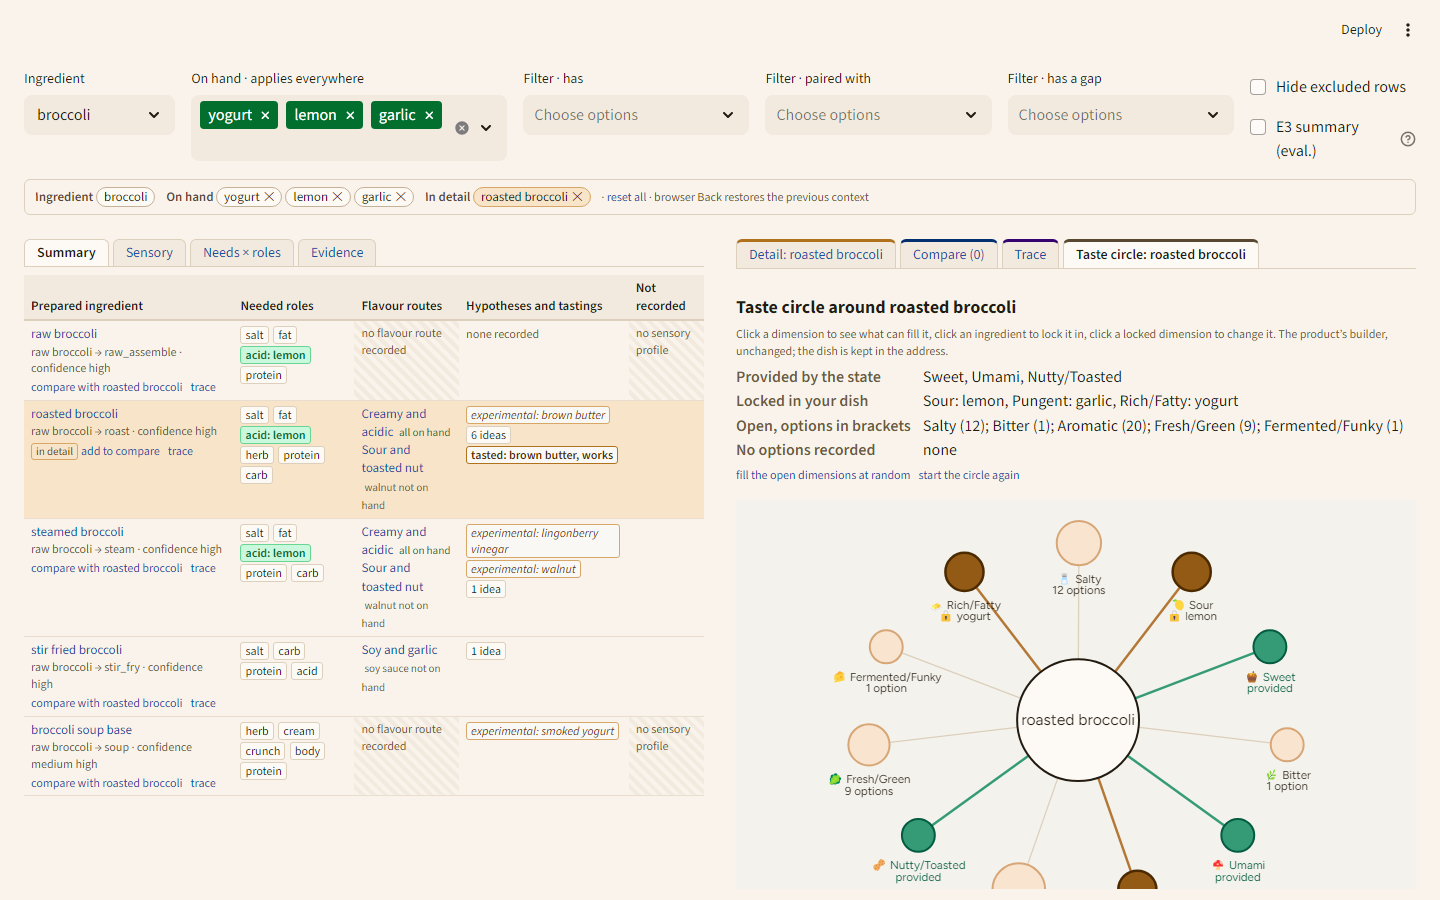 Deploy
Ingredient
On hand · applies everywhere
Filter · has
Filter · paired with
Filter · has a gap
Hide excluded rows
broccoli
yogurt ×
lemon ×
garlic ×
Choose options
Choose options
Choose options
E3 summary
(eval.)
Ingredient broccoli On hand yogurt × lemon × garlic × In detail roasted broccoli × · reset all · browser Back restores the previous context
Summary
Sensory
Needs × roles
Evidence
Prepared ingredient
Needed roles
Flavour routes
Hypotheses and tastings
Not
recorded
raw broccoli
raw broccoli → raw_assemble ·
confidence high
compare with roasted broccoli trace
salt fat
acid: lemon
protein
no flavour route
recorded
none recorded
no sensory
profile
roasted broccoli
raw broccoli → roast · confidence high
in detail add to compare trace
salt fat
acid: lemon
herb protein
carb
Creamy and
acidic all on hand
Sour and
toasted nut
walnut not on
hand
experimental: brown butter
6 ideas
tasted: brown butter, works
steamed broccoli
raw broccoli → steam · confidence high
compare with roasted broccoli trace
salt fat
acid: lemon
protein carb
Creamy and
acidic all on hand
Sour and
toasted nut
walnut not on
hand
experimental: lingonberry
vinegar
experimental: walnut
1 idea
stir fried broccoli
raw broccoli → stir_fry · confidence
high
compare with roasted broccoli trace
salt carb
protein acid
Soy and garlic
soy sauce not on
hand
1 idea
broccoli soup base
raw broccoli → soup · confidence
medium high
compare with roasted broccoli trace
herb cream
crunch body
protein
no flavour route
recorded
experimental: smoked yogurt
no sensory
profile
Detail: roasted broccoli
Compare (0)
Trace
Taste circle: roasted broccoli
Taste circle around roasted broccoli
Click a dimension to see what can fill it, click an ingredient to lock it in, click a locked dimension to change it. The product's builder,
unchanged; the dish is kept in the address.
Provided by the state Sweet, Umami, Nutty/Toasted
Locked in your dish Sour: lemon, Pungent: garlic, Rich/Fatty: yogurt
Open, options in brackets Salty (12); Bitter (1); Aromatic (20); Fresh/Green (9); Fermented/Funky (1)
No options recorded none
fill the open dimensions at random start the circle again
Salty
12 options
Rich/Fatty
yogurt
Sour
lemon
Fermented/Funky
1 option
Sweet
provided
roasted broccoli
Fresh/Green
9 options
Bitter
1 option
Nutty/Toasted
provided
Umami
provided